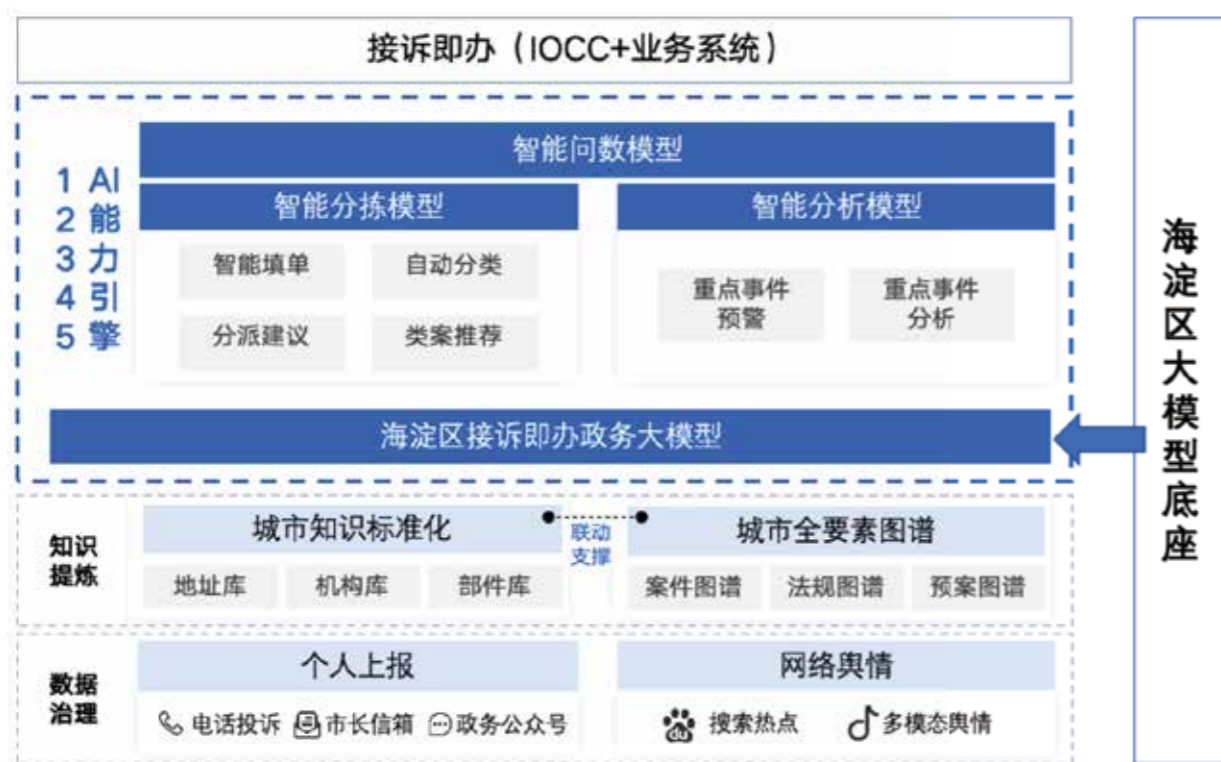 接诉即办（IOCC+业务系统）
智能问数模型
1 AI
2 能
3 力
4 引
5 擎
智能分拣模型
智能填单 自动分类
分派建议 类案推荐
智能分析模型
重点事件
预警
重点事件
分析
海淀区接诉即办政务大模型
海淀区大模型底座
知识
提炼
城市知识标准化
地址库 机构库 部件库
联动
支撑
城市全要素图谱
案件图谱 法规图谱 预案图谱
数据
治理
个人上报
电话投诉 市长信箱 政务公众号
网络舆情
du 搜索热点 多模态舆情